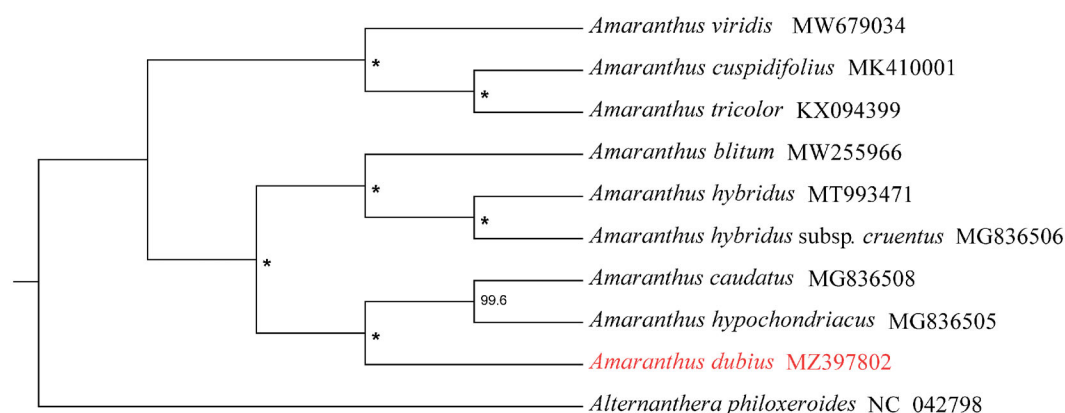 Amaranthus viridis MW679034
*
Amaranthus cuspidifolius MK410001
*
Amaranthus tricolor KX094399
Amaranthus blitum MW255966
*
Amaranthus hybridus MT993471
*
Amaranthus hybridus subsp. cruentus MG836506
*
Amaranthus caudatus MG836508
99.6
Amaranthus hypochondriacus MG836505
*
Amaranthus dubius MZ397802
Alternanthera philoxeroides NC 042798